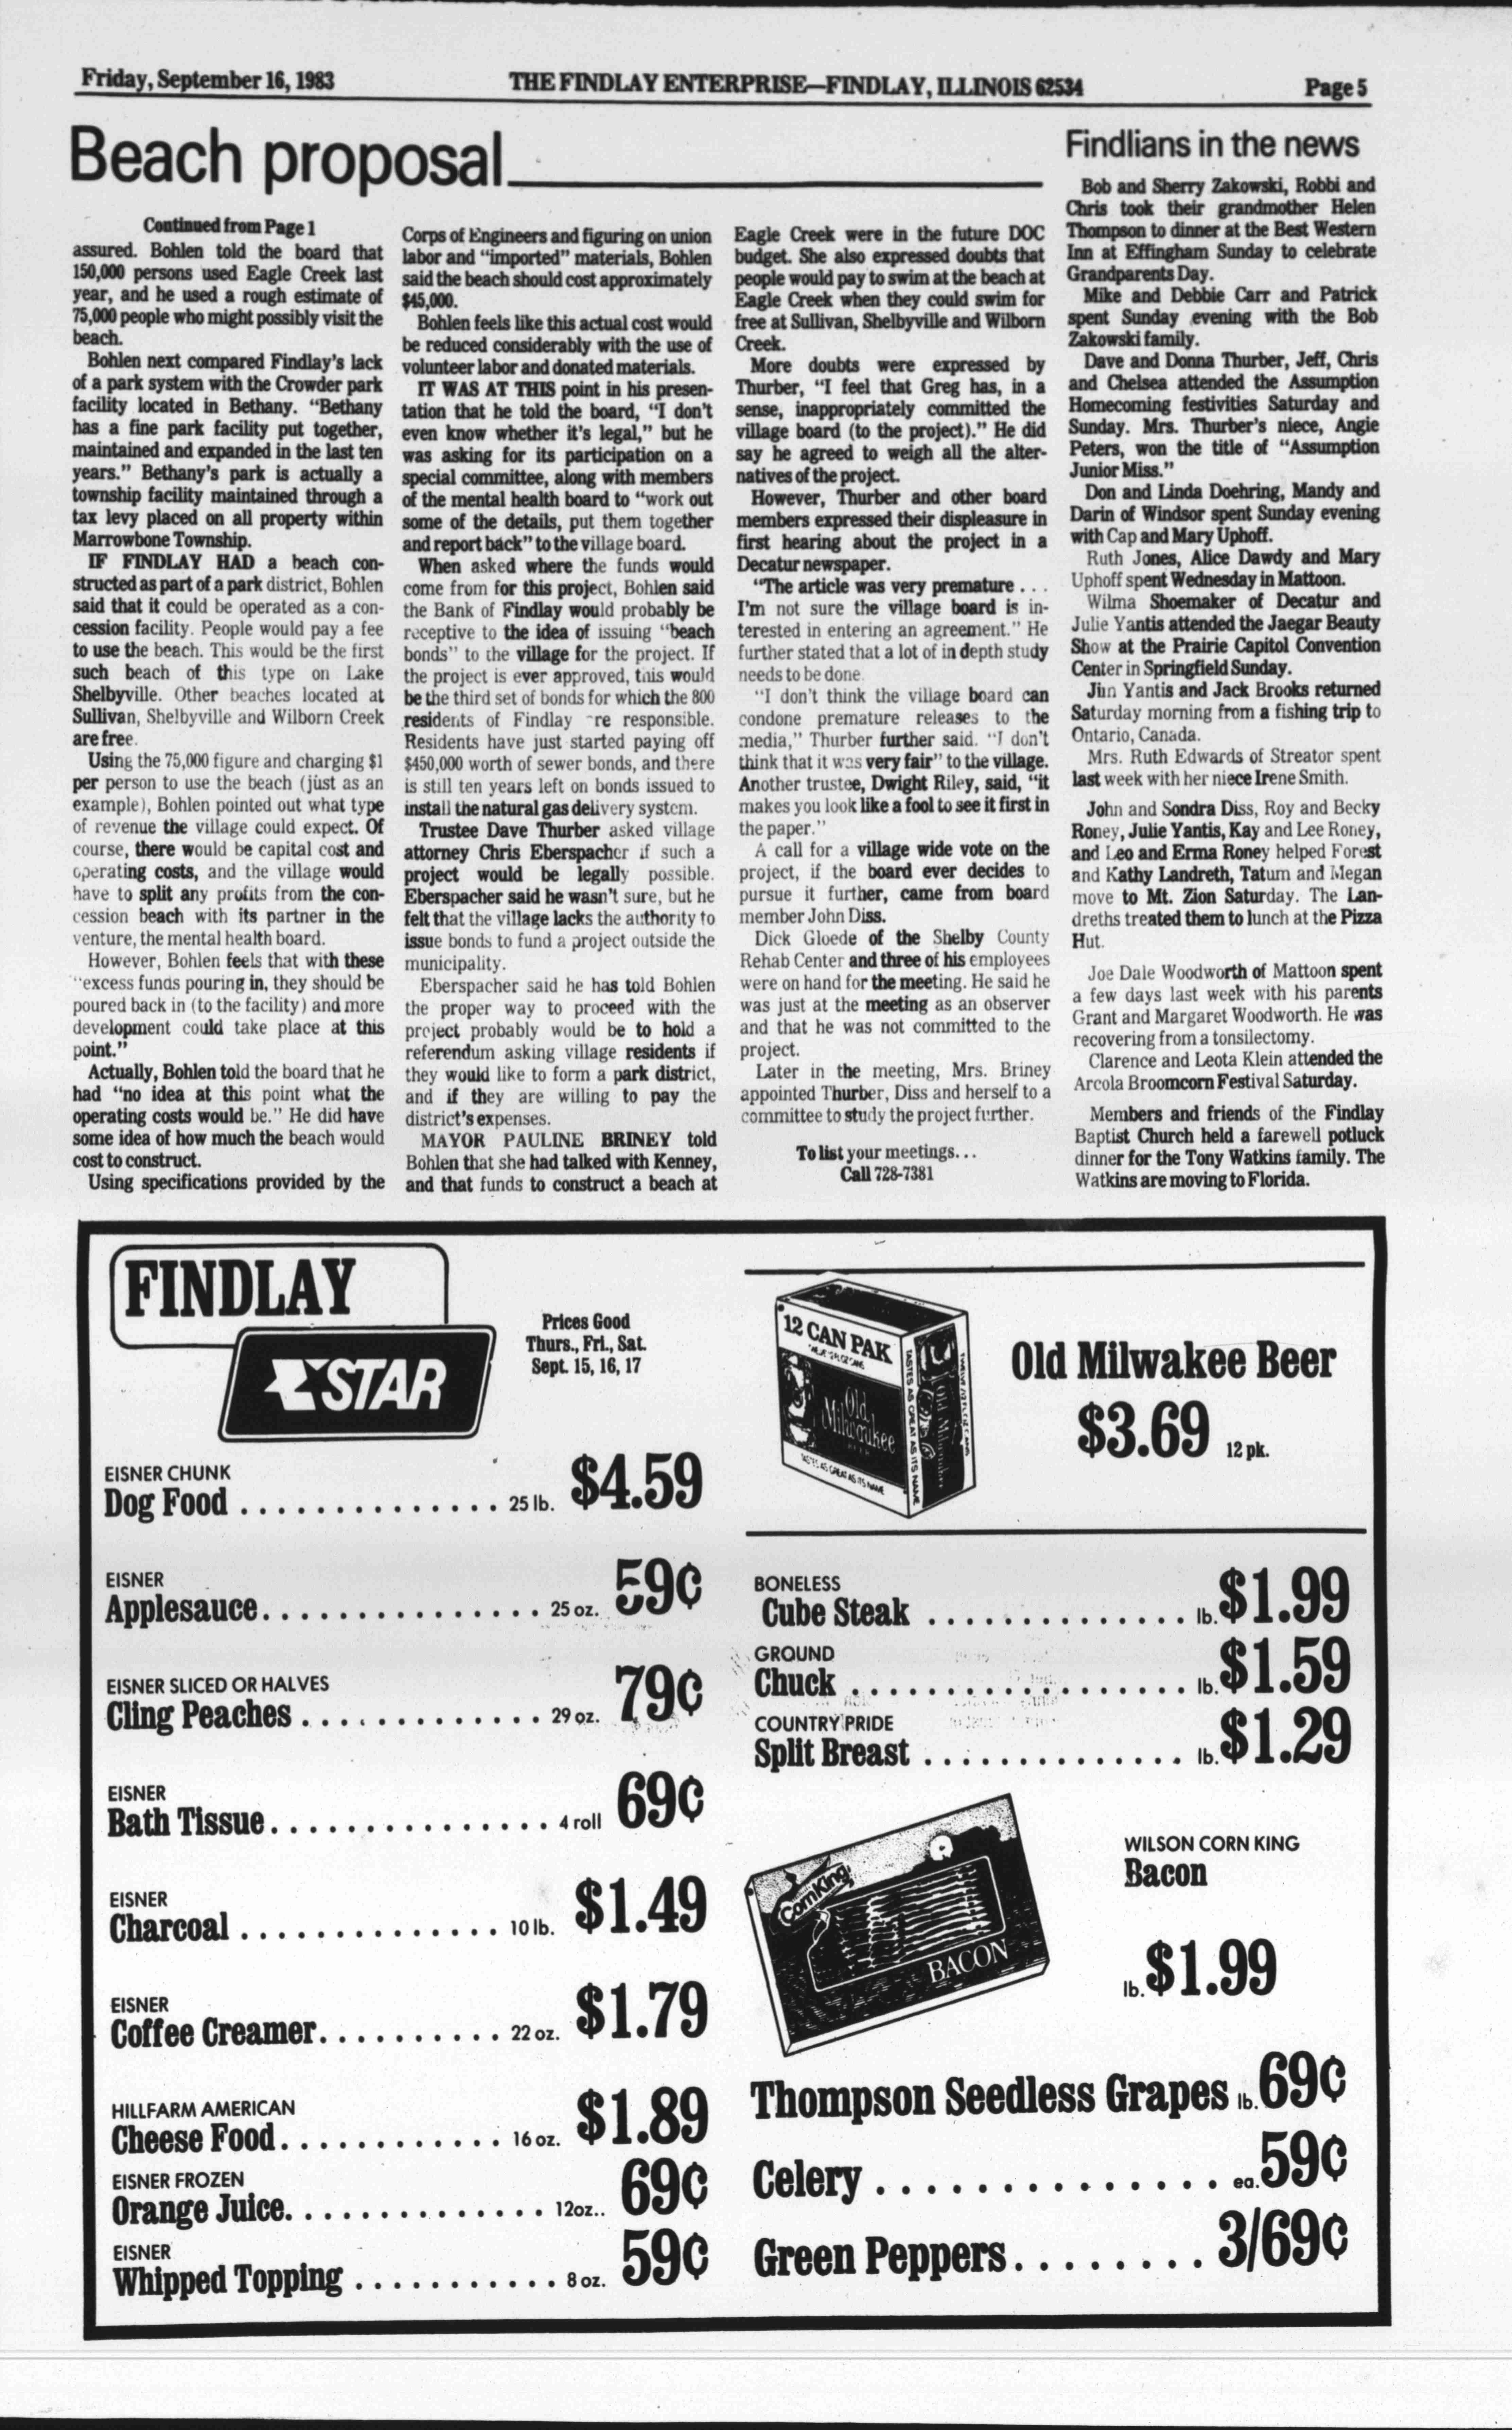 Friday, September 16, 1983
THE FINDLAY ENTERPRISE—FINDLAY, ILLINOIS 62534
Page 5
Beach proposal
Continued from Page 1
assured. Bohlen told the board that
150,000 persons used Eagle Creek last
year, and he used a rough estimate of
75,000 people who might possibly visit the
beach.
Bohlen next compared Findlay's lack
of a park system with the Crowder park
facility located in Bethany. "Bethany
has a fine park facility put together,
maintained and expanded in the last ten
years." Bethany's park is actually a
township facility maintained through a
tax levy placed on all property within
Marrowbone Township.
IF FINDLAY HAD a beach con-
structed as part of a park district, Bohlen
said that it could be operated as a con-
cession facility. People would pay a fee
to use the beach. This would be the first
such beach of this type on Lake
Shelbyville. Other beaches located at
Sullivan, Shelbyville and Wilborn Creek
are free.
Using the 75,000 figure and charging $1
per person to use the beach (just as an
example), Bohlen pointed out what type
of revenue the village could expect. Of
course, there would be capital cost and
operating costs, and the village would
have to split any profits from the con-
cession beach with its partner in the
venture, the mental health board.
However, Bohlen feels that with these
"excess funds pouring in, they should be
poured back in (to the facility) and more
development could take place at this
point."
Actually, Bohlen told the board that he
had "no idea at this point what the
operating costs would be." He did have
some idea of how much the beach would
cost to construct.
Using specifications provided by the
Corps of Engineers and figuring on union
labor and "imported" materials, Bohlen
said the beach should cost approximately
$45,000.
Bohlen feels like this actual cost would
be reduced considerably with the use of
volunteer labor and donated materials.
IT WAS AT THIS point in his presen-
tation that he told the board, "I don't
even know whether it's legal," but he
was asking for its participation on a
special committee, along with members
of the mental health board to "work out
some of the details, put them together
and report back" to the village board.
When asked where the funds would
come from for this project, Bohlen said
the Bank of Findlay would probably be
receptive to the idea of issuing "beach
bonds" to the village for the project. If
the project is ever approved, this would
be the third set of bonds for which the 800
residents of Findlay re responsible.
Residents have just started paying off
$450,000 worth of sewer bonds, and there
is still ten years left on bonds issued to
install the natural gas delivery system.
Trustee Dave Thurber asked village
attorney Chris Eberspacher if such a
project would be legally possible.
Eberspacher said he wasn't sure, but he
felt that the village lacks the authority to
issue bonds to fund a project outside the
municipality.
Eberspacher said he has told Bohlen
the proper way to proceed with the
project probably would be to hold a
referendum asking village residents if
they would like to form a park district,
and if they are willing to pay the
district's expenses.
MAYOR PAULINE BRINEY told
Bohlen that she had talked with Kenney,
and that funds to construct a beach at
Eagle Creek were in the future DOC
budget. She also expressed doubts that
people would pay to swim at the beach at
Eagle Creek when they could swim for
free at Sullivan, Shelbyville and Wilborn
Creek.
More doubts were expressed by
Thurber, "I feel that Greg has, in a
sense, inappropriately committed the
village board (to the project)." He did
say he agreed to weigh all the alter-
natives of the project.
However, Thurber and other board
members expressed their displeasure in
first hearing about the project in a
Decatur newspaper.
"The article was very premature . . .
I'm not sure the village board is in-
terested in entering an agreement." He
further stated that a lot of in depth study
needs to be done.
"I don't think the village board can
condone premature releases to the
media," Thurber further said. "I don't
think that it was very fair" to the village.
Another trustee, Dwight Riley, said, "it
makes you look like a fool to see it first in
the paper."
A call for a village wide vote on the
project, if the board ever decides to
pursue it further, came from board
member John Diss.
Dick Gloede of the Shelby County
Rehab Center and three of his employees
were on hand for the meeting. He said he
was just at the meeting as an observer
and that he was not committed to the
project.
Later in the meeting, Mrs. Briney
appointed Thurber, Diss and herself to a
committee to study the project further.
To list your meetings. . .
Call 728-7381
Findlians in the news
Bob and Sherry Zakowski, Robbi and
Chris took their grandmother Helen
Thompson to dinner at the Best Western
Inn at Effingham Sunday to celebrate
Grandparents Day.
Mike and Debbie Carr and Patrick
spent Sunday evening with the Bob
Zakowski family.
Dave and Donna Thurber, Jeff, Chris
and Chelsea attended the Assumption
Homecoming festivities Saturday and
Sunday. Mrs. Thurber's niece, Angie
Peters, won the title of "Assumption
Junior Miss."
Don and Linda Doehring, Mandy and
Darin of Windsor spent Sunday evening
with Cap and Mary Uphoff.
Ruth Jones, Alice Dawdy and Mary
Uphoff spent Wednesday in Mattoon.
Wilma Shoemaker of Decatur and
Julie Yantis attended the Jaegar Beauty
Show at the Prairie Capitol Convention
Center in Springfield Sunday.
Jim Yantis and Jack Brooks returned
Saturday morning from a fishing trip to
Ontario, Canada.
Mrs. Ruth Edwards of Streator spent
last week with her niece Irene Smith.
John and Sondra Diss, Roy and Becky
Roney, Julie Yantis, Kay and Lee Roney,
and Leo and Erma Roney helped Forest
and Kathy Landreth, Tatum and Megan
move to Mt. Zion Saturday. The Lan-
dreths treated them to lunch at the Pizza
Hut.
Joe Dale Woodworth of Mattoon spent
a few days last week with his parents
Grant and Margaret Woodworth. He was
recovering from a tonsilectomy.
Clarence and Leota Klein attended the
Arcola Broomcorn Festival Saturday.
Members and friends of the Findlay
Baptist Church held a farewell potluck
dinner for the Tony Watkins family. The
Watkins are moving to Florida.
FINDLAY
STAR
Prices Good
Thurs., Fri., Sat.
Sept. 15, 16, 17
EISNER CHUNK
Dog Food . . . . . . . . . . . . . . 25 lb. $4.59
EISNER
Applesauce. . . . . . . . . . . . . . . 25 oz. 59¢
EISNER SLICED OR HALVES
Cling Peaches . . . . . . . . . . . . . 29 oz. 79¢
EISNER
Bath Tissue. . . . . . . . . . . . . . . 4 roll 69¢
EISNER
Charcoal . . . . . . . . . . . . . . 10 lb. $1.49
EISNER
Coffee Creamer. . . . . . . . . . 22 oz. $1.79
HILLFARM AMERICAN
Cheese Food. . . . . . . . . . . . 16 oz. $1.89
EISNER FROZEN
Orange Juice. . . . . . . . . . . . . . 12oz.. 69¢
EISNER
Whipped Topping . . . . . . . . . . . 8 oz. 59¢
12 CAN PAK
Old
Milwaukee
BEER
TASTES AS GREAT AS ITS NAME
TASTES AS GREAT AS ITS NAME
Old Milwaukee
Old Milwakee Beer
$3.69 12 pk.
BONELESS
Cube Steak . . . . . . . . . . . . . . lb. $1.99
GROUND
Chuck . . . . . . . . . . . . . . . . . . lb. $1.59
COUNTRY PRIDE
Split Breast . . . . . . . . . . . . . . lb. $1.29
Corn King
BACON
WILSON CORN KING
Bacon
lb. $1.99
Thompson Seedless Grapes lb. 69¢
Celery . . . . . . . . . . . . . . ea. 59¢
Green Peppers. . . . . . . . 3/69¢